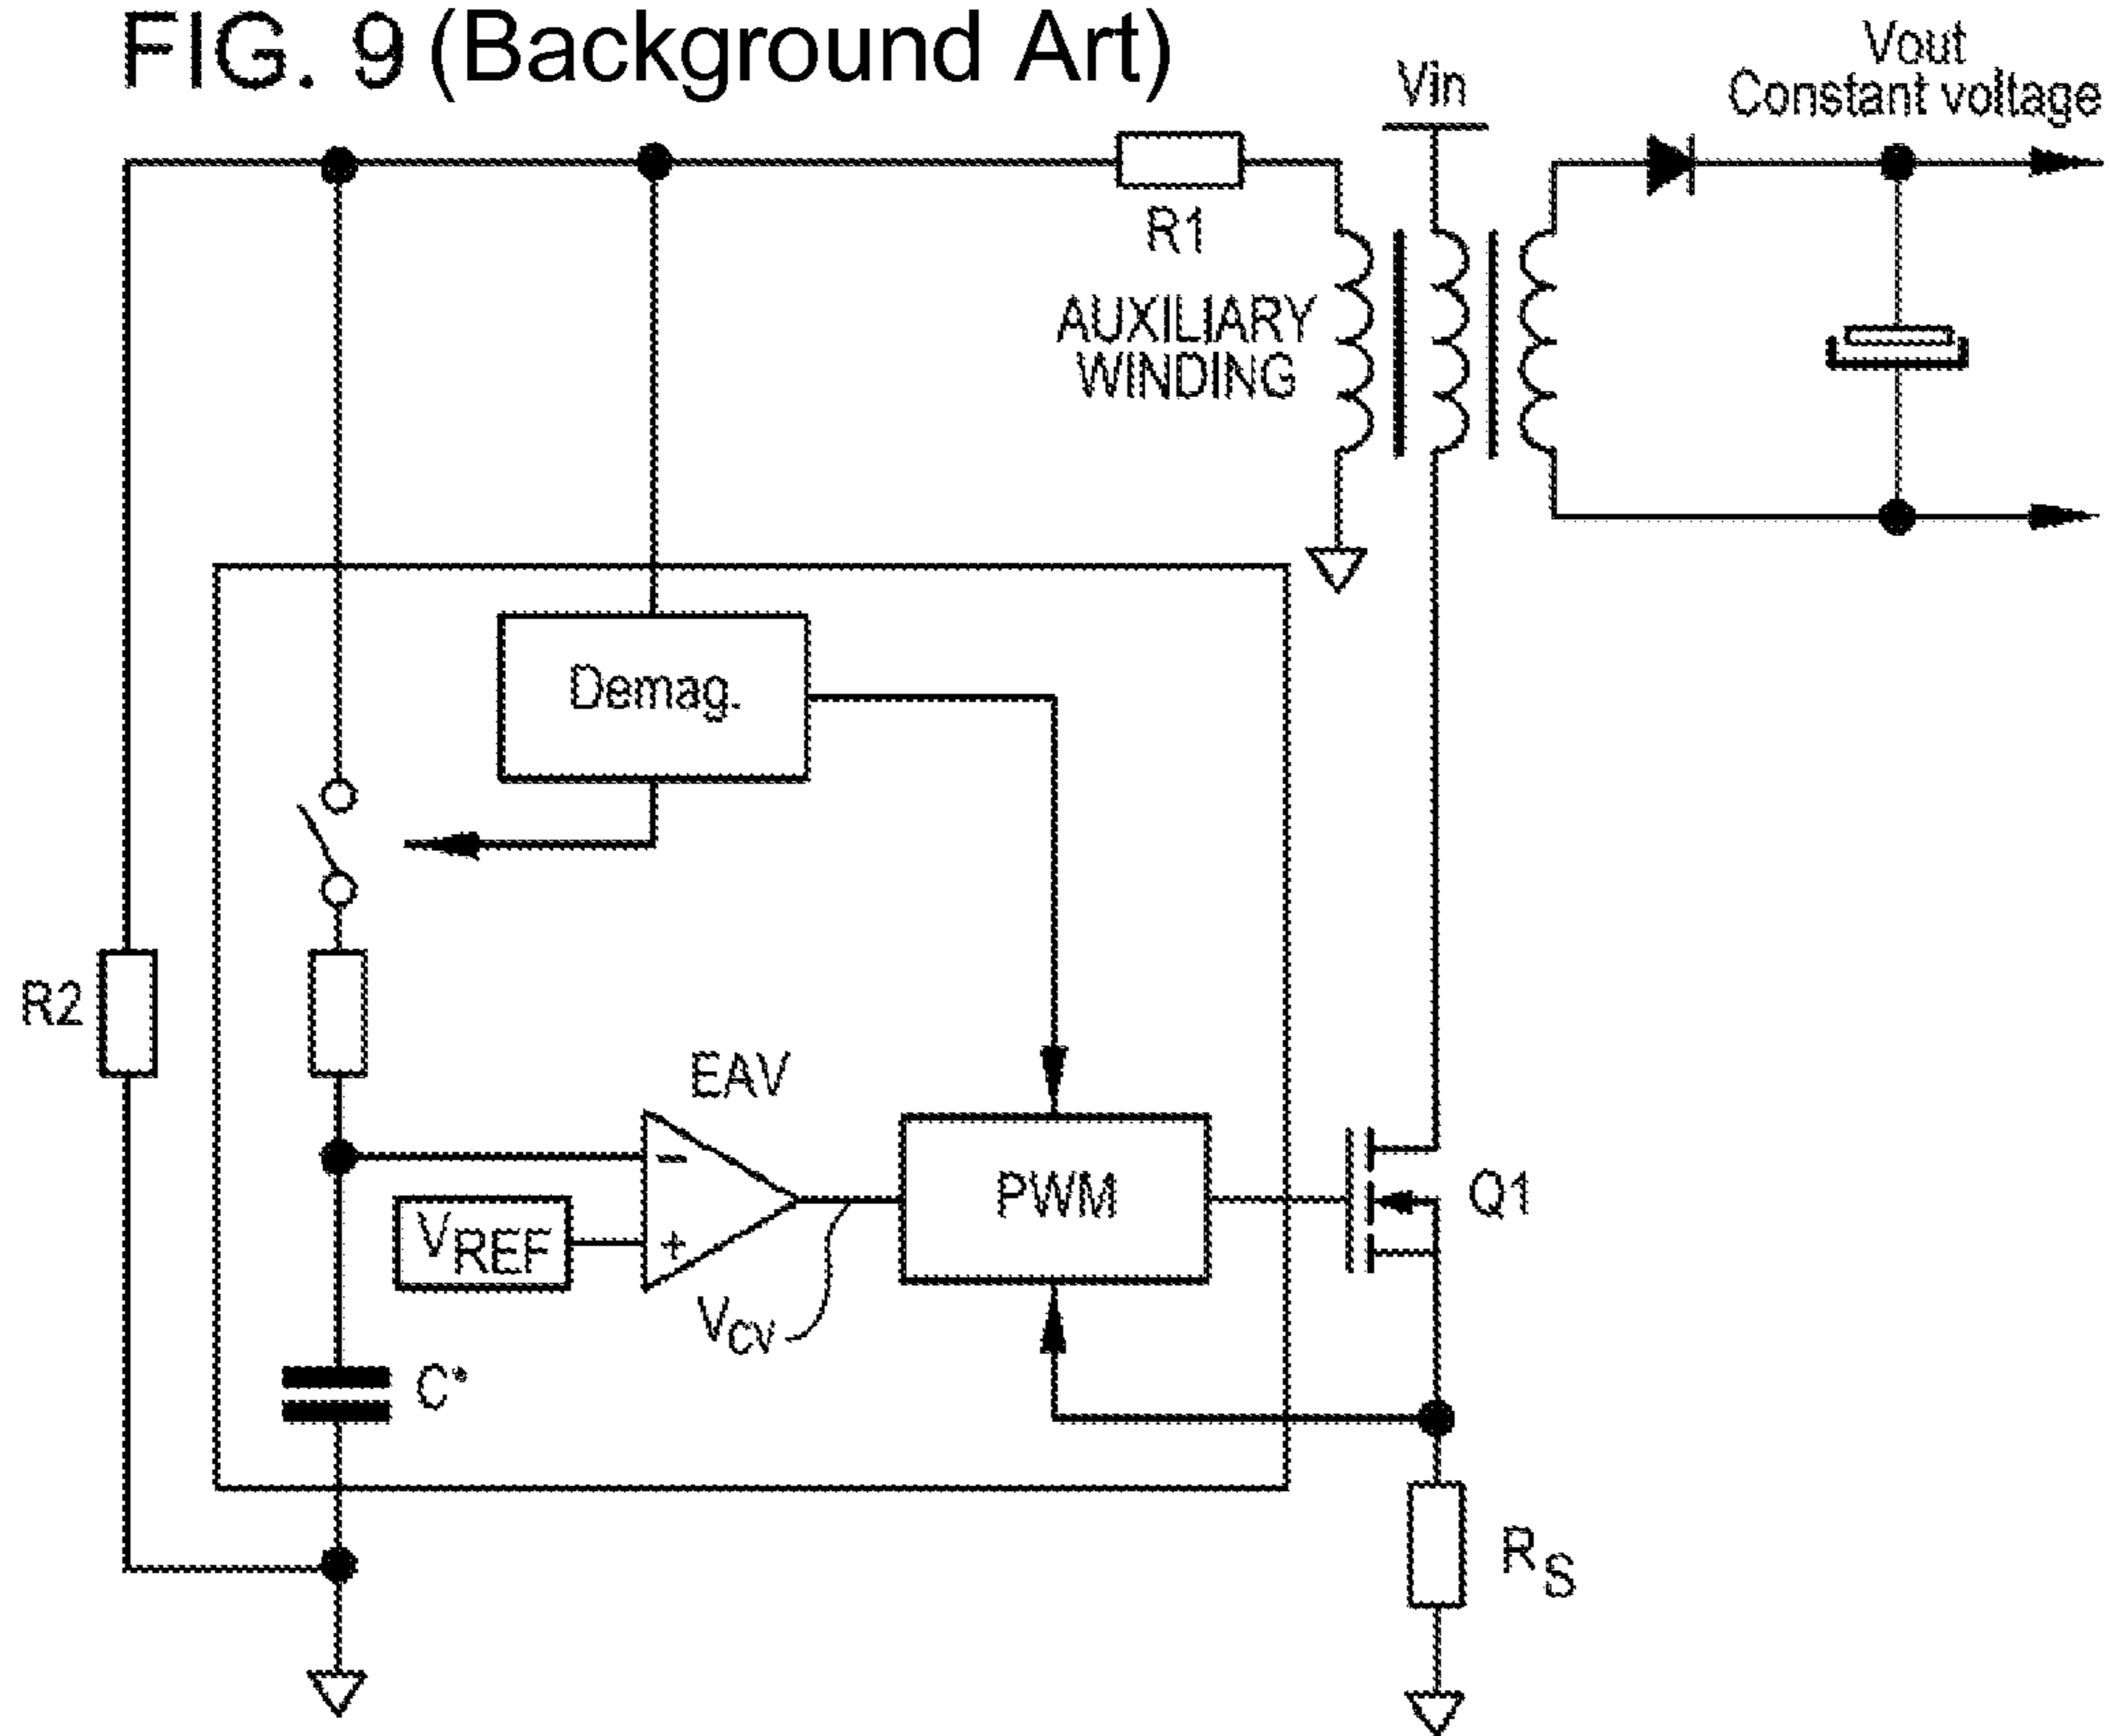 FIG. 9 (Background Art)
Vout
Constant voltage
Vin
R1
AUXILIARY
WINDING
Demag.
R2
EAV
−
+
VREF
VCV
PWM
Q1
C*
RS